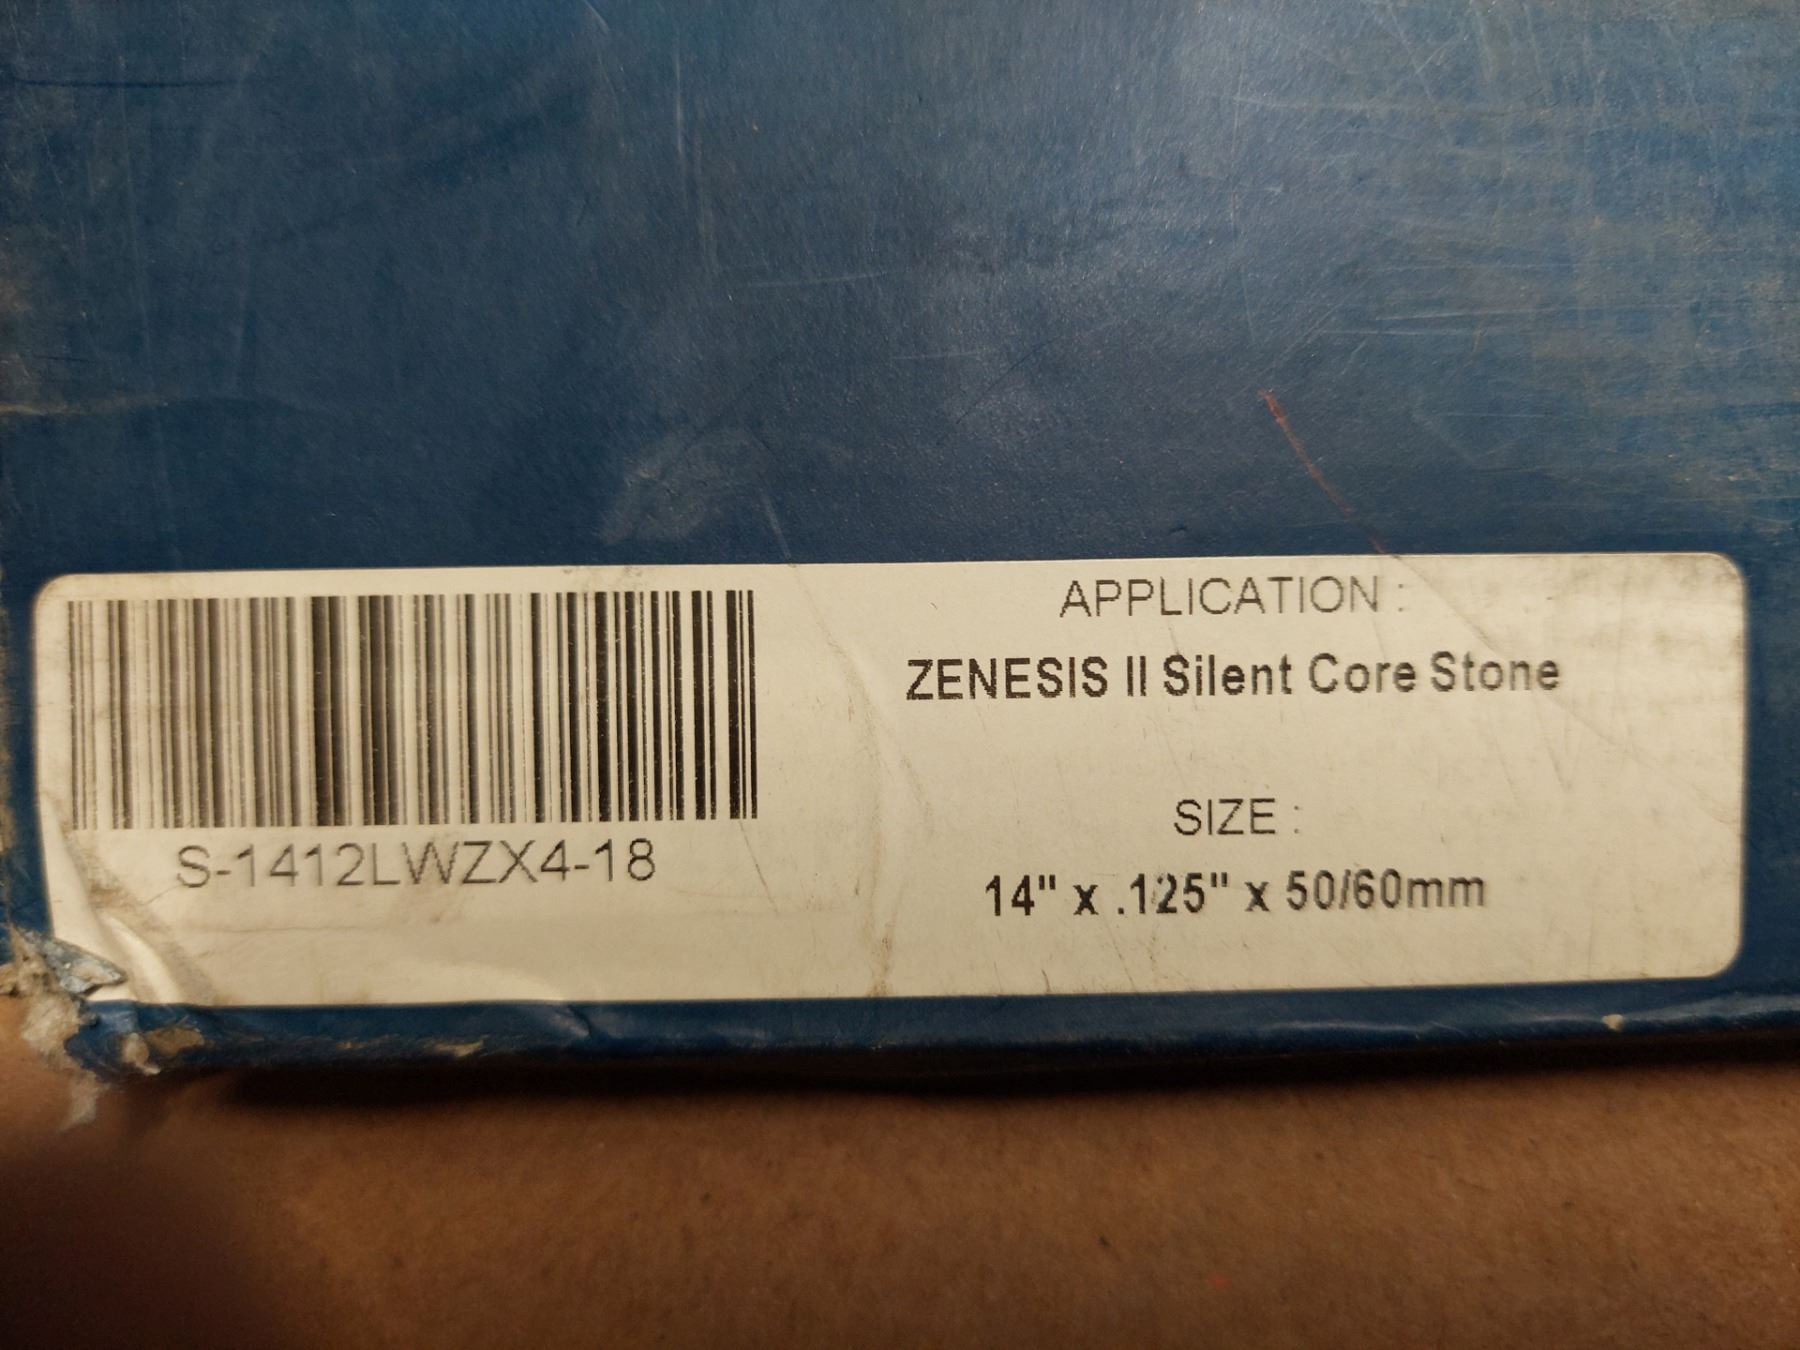 S-1412LWZX4-18
APPLICATION :
ZENESIS II Silent Core Stone
SIZE :
14" x .125" x 50/60mm